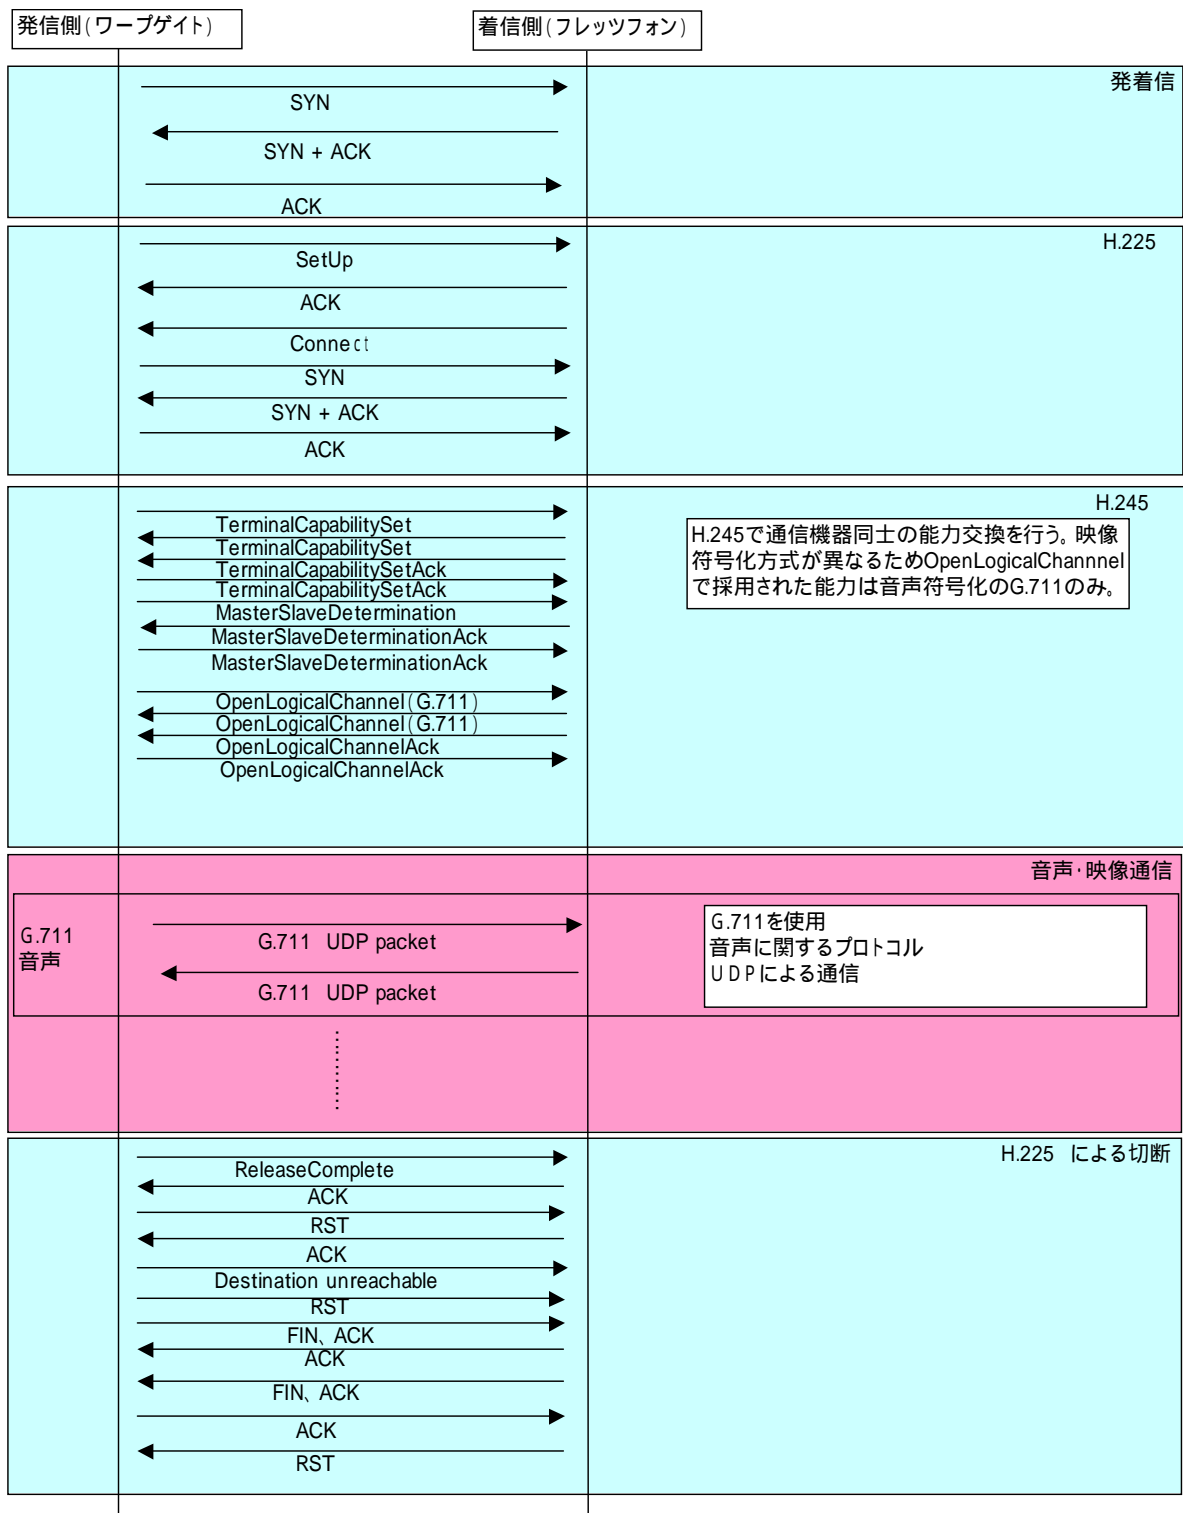 発信側(ワープゲイト)
着信側(フレッツフォン)
発着信
SYN
SYN + ACK
ACK
H.225
SetUp
ACK
Connect
SYN
SYN + ACK
ACK
H.245
TerminalCapabilitySet
TerminalCapabilitySet
TerminalCapabilitySetAck
TerminalCapabilitySetAck
MasterSlaveDetermination
MasterSlaveDeterminationAck
MasterSlaveDeterminationAck
H.245で通信機器同士の能力交換を行う。映像
符号化方式が異なるためOpenLogicalChannnel
で採用された能力は音声符号化のG.711のみ。
OpenLogicalChannel(G.711)
OpenLogicalChannel(G.711)
OpenLogicalChannelAck
OpenLogicalChannelAck
音声・映像通信
G.711
音声
G.711 UDP packet
G.711 UDP packet
G.711を使用
音声に関するプロトコル
UDPによる通信
H.225 による切断
ReleaseComplete
ACK
RST
ACK
Destination unreachable
RST
FIN、ACK
ACK
FIN、ACK
ACK
RST